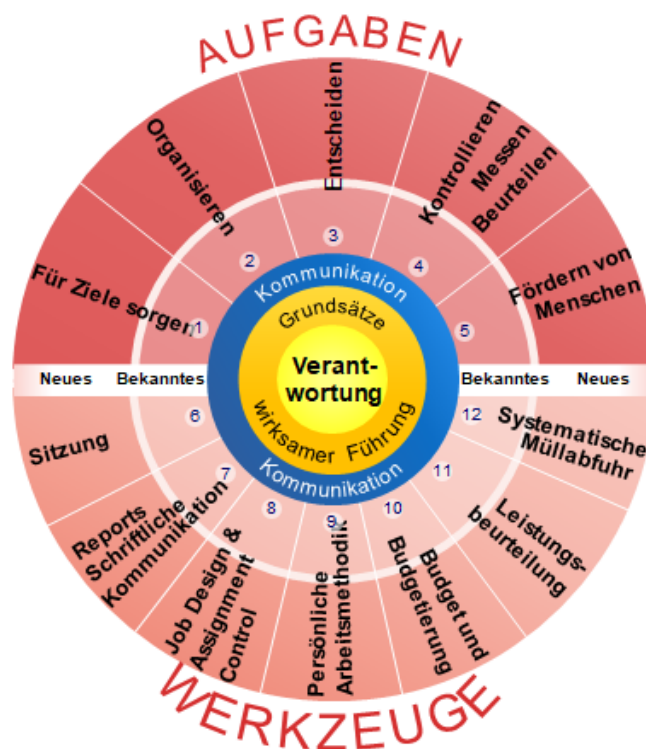 AUFGABEN
Für Ziele sorgen
1
Organisieren
2
Entscheiden
3
Kontrollieren
Messen
Beurteilen
4
Fördern von
Menschen
5
Kommunikation
Grundsätze
Verant-
wortung
wirksamer Führung
Kommunikation
Neues
Bekanntes
Bekanntes
Neues
6
Sitzung
7
Reports
Schriftliche
Kommunikation
8
Job Design &
Assignment
Control
9
Persönliche
Arbeitsmethodik
10
Budget und
Budgetierung
11
Leistungs-
beurteilung
12
Systematische
Müllabfuhr
WERKZEUGE